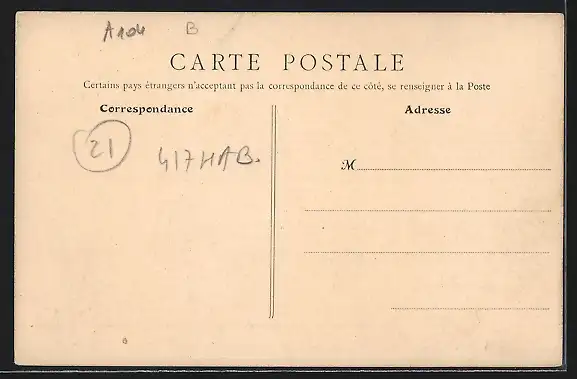 A104 B
CARTE POSTALE
Certains pays étrangers n'acceptant pas la correspondance de ce côté, se renseigner à la Poste
Correspondance
Adresse
21
417HAB.
M